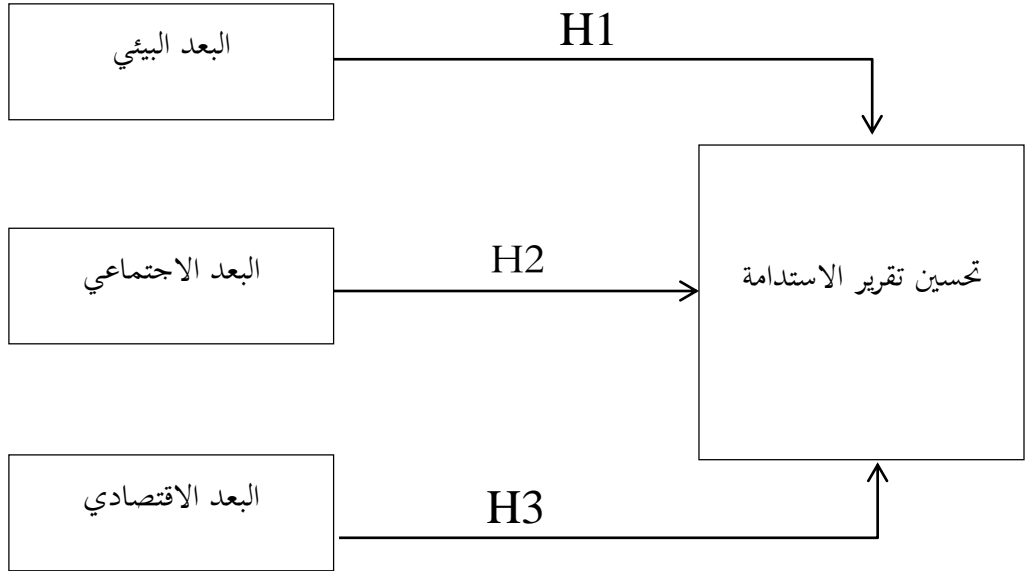 البعد البيئي
H1
البعد الاجتماعي
H2
تحسين تقرير الاستدامة
البعد الاقتصادي
H3